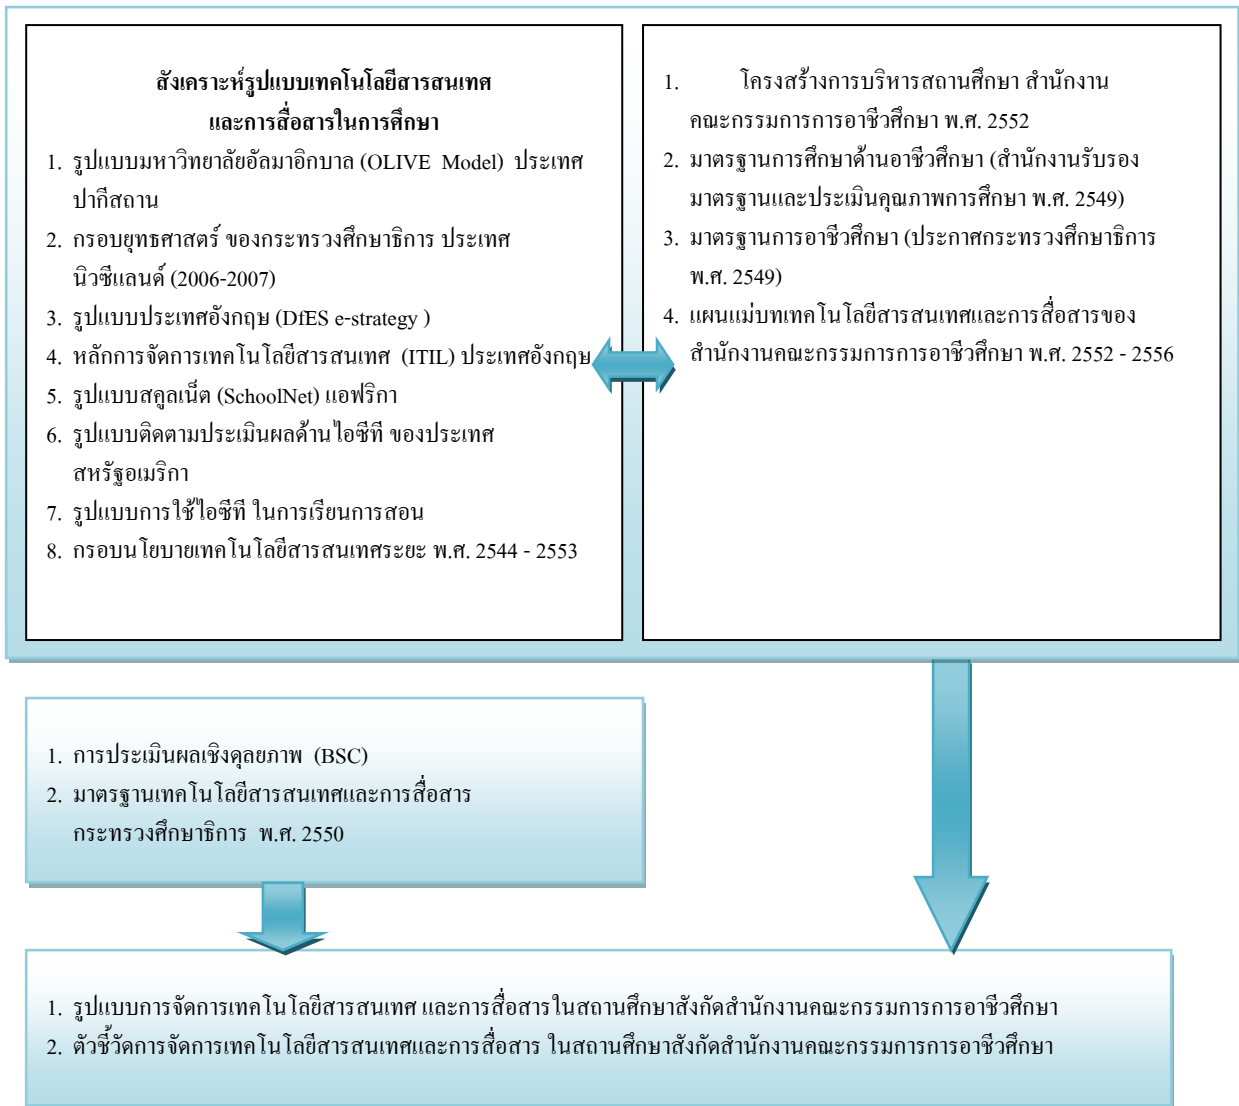 สังเคราะห์รูปแบบเทคโนโลยีสารสนเทศ
และการสื่อสารในการศึกษา
1. รูปแบบมหาวิทยาลัยอัลมาอิกบาล (OLIVE Model) ประเทศ
ปากีสถาน
2. กรอบยุทธศาสตร์ ของกระทรวงศึกษาธิการ ประเทศ
นิวซีแลนด์ (2006-2007)
3. รูปแบบประเทศอังกฤษ (DfES e-strategy )
4. หลักการจัดการเทคโนโลยีสารสนเทศ (ITIL) ประเทศอังกฤษ
5. รูปแบบสคูลเน็ต (SchoolNet) แอฟริกา
6. รูปแบบติดตามประเมินผลด้านไอซีที ของประเทศ
สหรัฐอเมริกา
7. รูปแบบการใช้ไอซีที ในการเรียนการสอน
8. กรอบนโยบายเทคโนโลยีสารสนเทศระยะ พ.ศ. 2544 - 2553
1. โครงสร้างการบริหารสถานศึกษา สำนักงาน
คณะกรรมการการอาชีวศึกษา พ.ศ. 2552
2. มาตรฐานการศึกษาด้านอาชีวศึกษา (สำนักงานรับรอง
มาตรฐานและประเมินคุณภาพการศึกษา พ.ศ. 2549)
3. มาตรฐานการอาชีวศึกษา (ประกาศกระทรวงศึกษาธิการ
พ.ศ. 2549)
4. แผนแม่บทเทคโนโลยีสารสนเทศและการสื่อสารของ
สำนักงานคณะกรรมการการอาชีวศึกษา พ.ศ. 2552 - 2556
1. การประเมินผลเชิงดุลยภาพ (BSC)
2. มาตรฐานเทคโนโลยีสารสนเทศและการสื่อสาร
กระทรวงศึกษาธิการ พ.ศ. 2550
1. รูปแบบการจัดการเทคโนโลยีสารสนเทศ และการสื่อสารในสถานศึกษาสังกัดสำนักงานคณะกรรมการการอาชีวศึกษา
2. ตัวชี้วัดการจัดการเทคโนโลยีสารสนเทศและการสื่อสาร ในสถานศึกษาสังกัดสำนักงานคณะกรรมการการอาชีวศึกษา